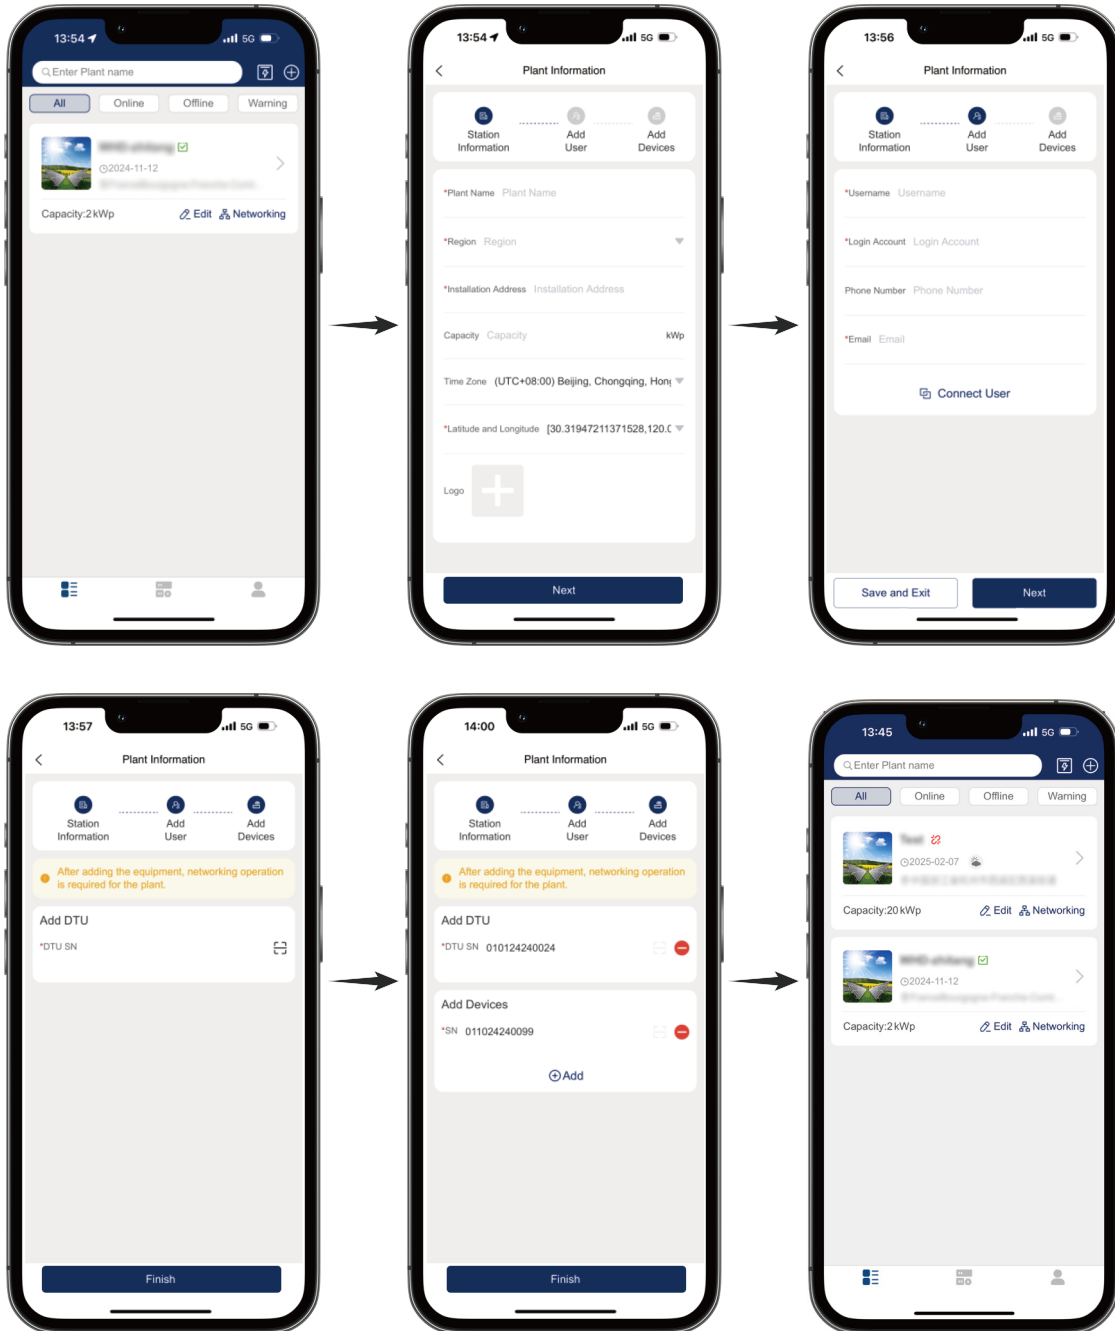 13:54
5G
Enter Plant name
All
Online
Offline
Warning
2024-11-12
Capacity:2kWp
Edit
Networking
13:54
5G
Plant Information
Station Information
Add User
Add Devices
*Plant Name Plant Name
*Region Region
*Installation Address Installation Address
Capacity Capacity kWp
Time Zone (UTC+08:00) Beijing, Chongqing, Hon
*Latitude and Longitude [30.31947211371528,120.0
Logo
Next
13:56
5G
Plant Information
Station Information
Add User
Add Devices
*Username Username
*Login Account Login Account
Phone Number Phone Number
*Email Email
Connect User
Save and Exit
Next
13:57
5G
Plant Information
Station Information
Add User
Add Devices
After adding the equipment, networking operation
is required for the plant.
Add DTU
*DTU SN
Finish
14:00
5G
Plant Information
Station Information
Add User
Add Devices
After adding the equipment, networking operation
is required for the plant.
Add DTU
*DTU SN 010124240024
Add Devices
*SN 011024240099
Add
Finish
13:45
5G
Enter Plant name
All
Online
Offline
Warning
2025-02-07
Capacity:20kWp
Edit
Networking
2024-11-12
Capacity:2kWp
Edit
Networking